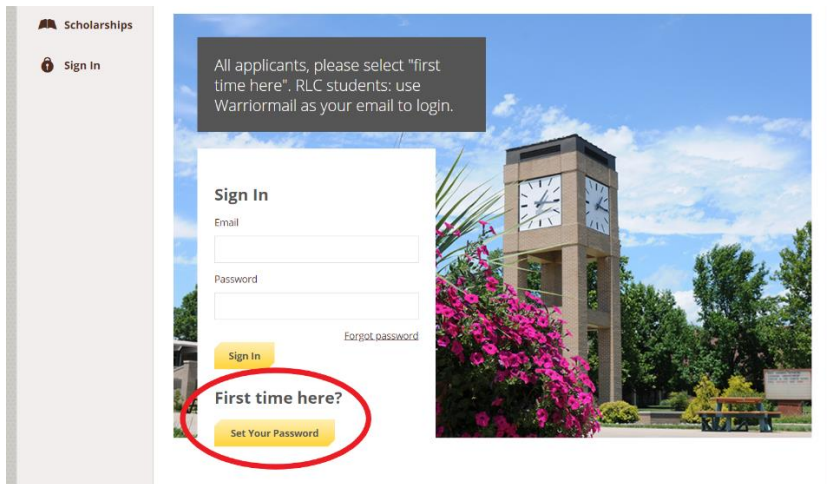 Scholarships
Sign In
All applicants, please select "first
time here". RLC students: use
Warriormail as your email to login.
Sign In
Email
Password
Forgot password
Sign In
First time here?
Set Your Password